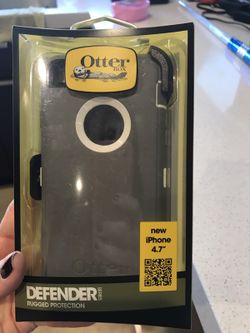 Otter
BOX
new
iPhone
4.7"
DEFENDER SERIES
RUGGED PROTECTION